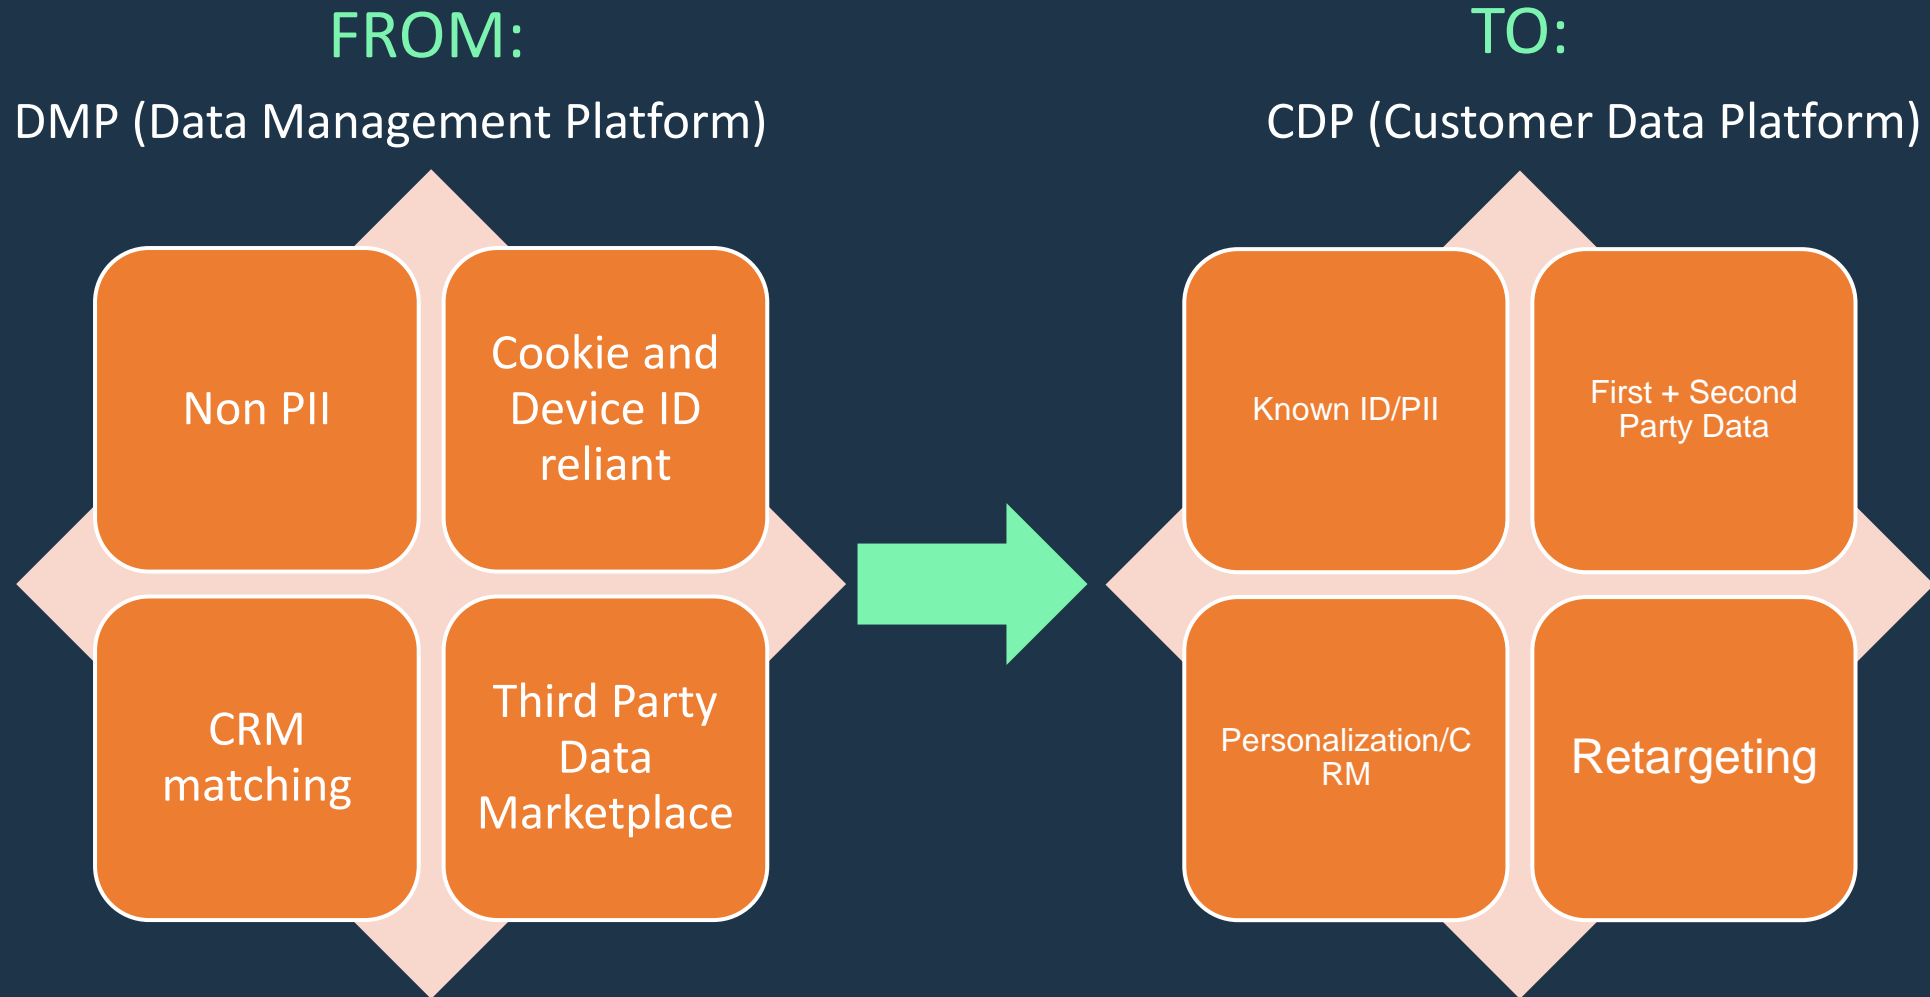 FROM:
DMP (Data Management Platform)
Non PII
Cookie and
Device ID
reliant
CRM
matching
Third Party
Data
Marketplace
TO:
CDP (Customer Data Platform)
Known ID/PII
First + Second
Party Data
Personalization/C
RM
Retargeting